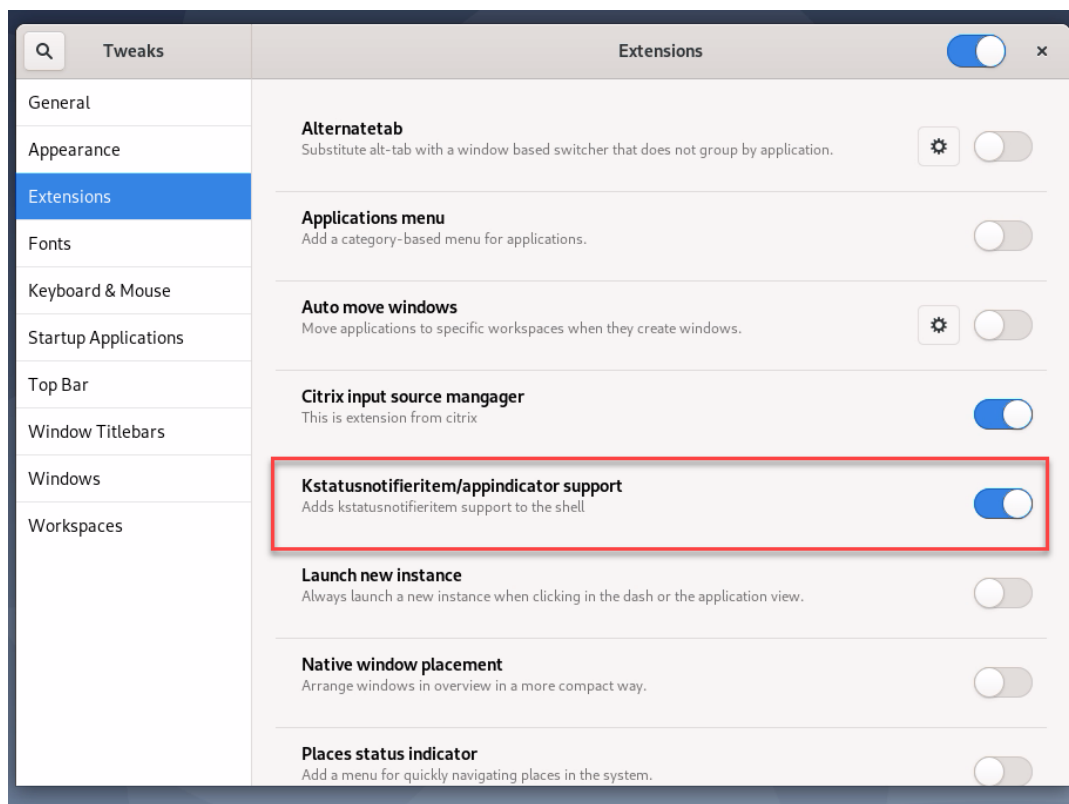 Tweaks
Extensions
General
Appearance
Extensions
Fonts
Keyboard & Mouse
Startup Applications
Top Bar
Window Titlebars
Windows
Workspaces
Alternatetab
Substitute alt-tab with a window based switcher that does not group by application.
Applications menu
Add a category-based menu for applications.
Auto move windows
Move applications to specific workspaces when they create windows.
Citrix input source mangager
This is extension from citrix
Kstatusnotifieritem/appindicator support
Adds kstatusnotifieritem support to the shell
Launch new instance
Always launch a new instance when clicking in the dash or the application view.
Native window placement
Arrange windows in overview in a more compact way.
Places status indicator
Add a menu for quickly navigating places in the system.